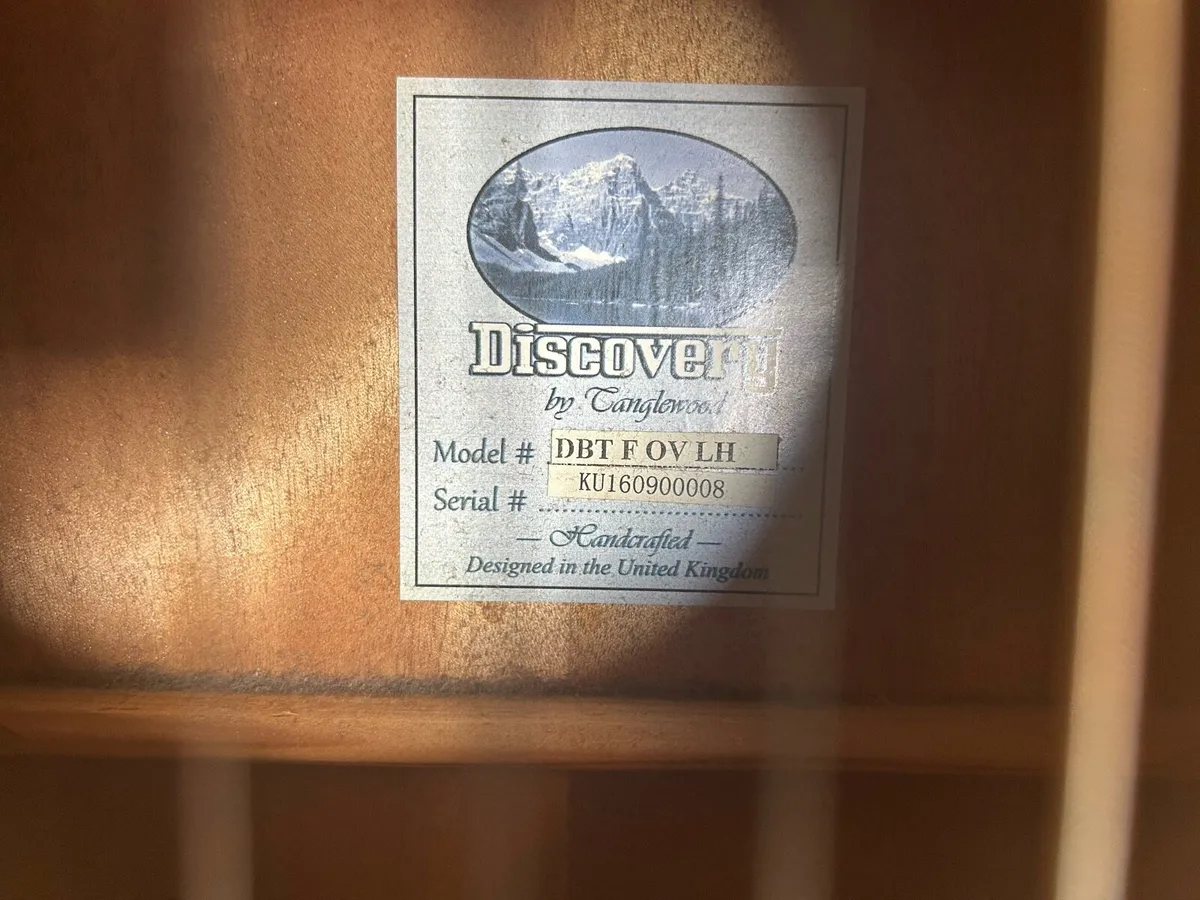 Discovery
by Tanglewood
Model # DBT F OV LH
Serial # KU160900008
— Handcrafted —
Designed in the United Kingdom